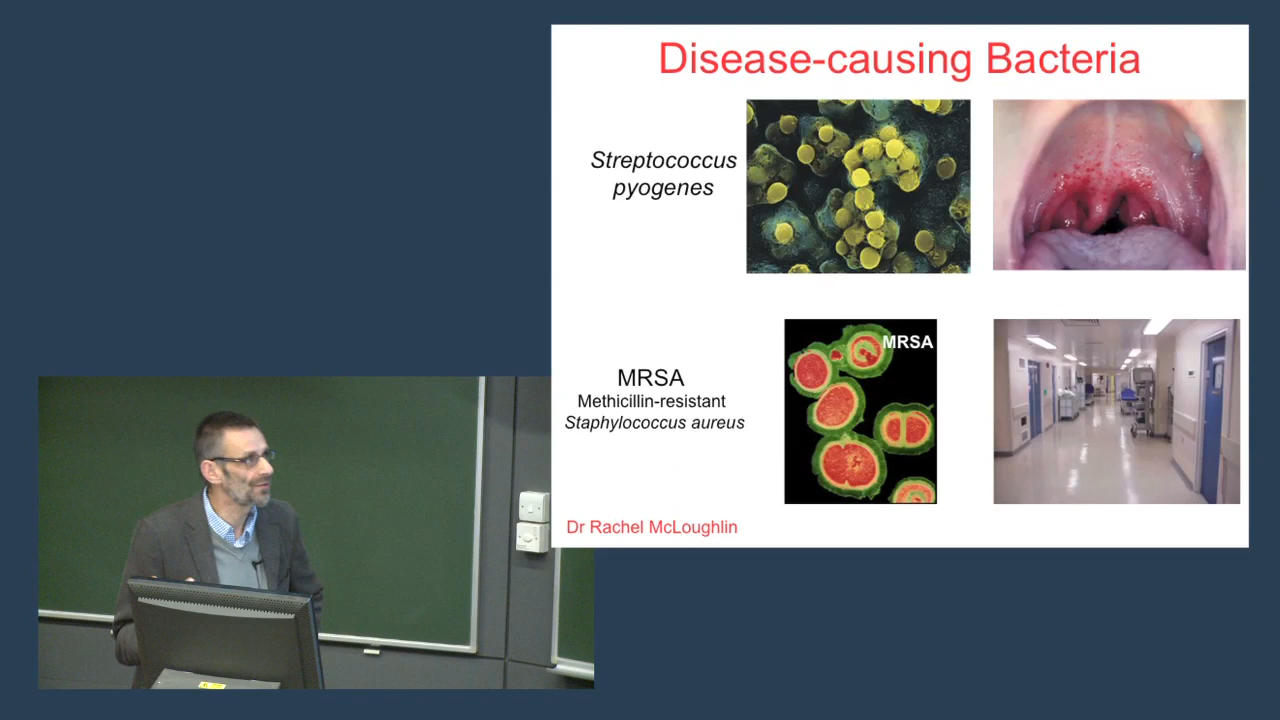 Disease-causing Bacteria
Streptococcus
pyogenes
MRSA
MRSA
Methicillin-resistant
Staphylococcus aureus
Dr Rachel McLoughlin